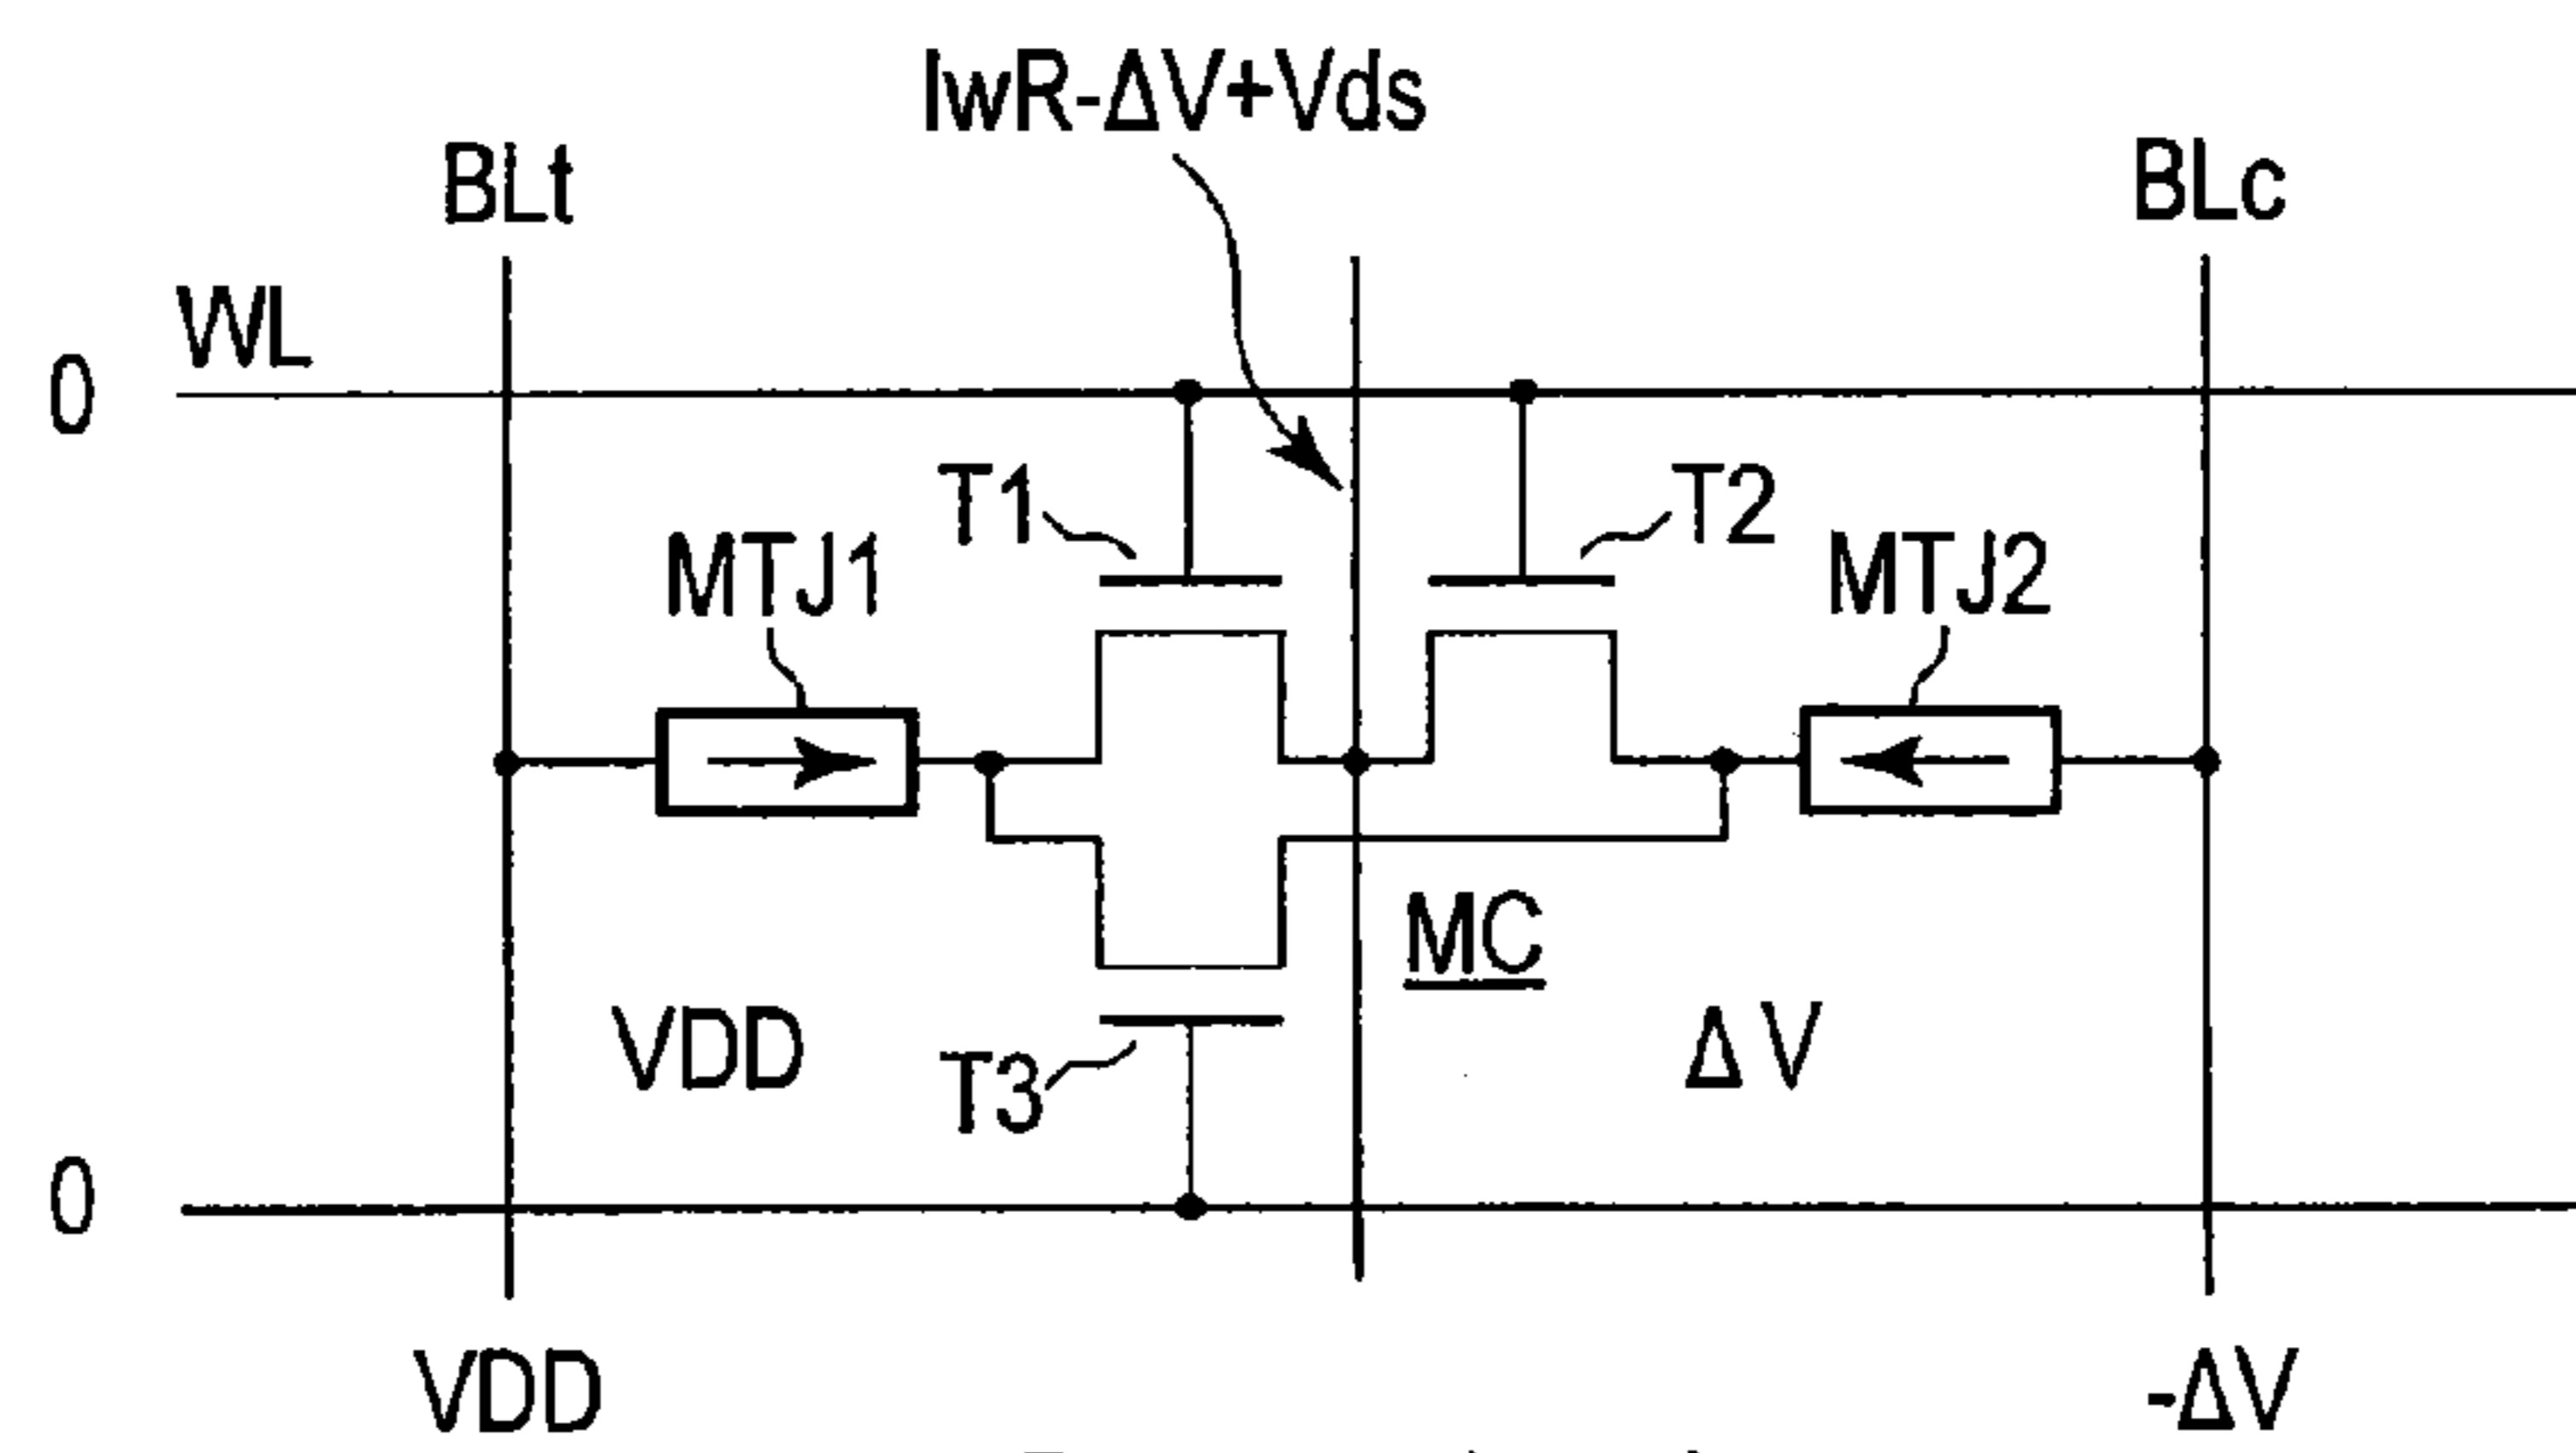 IwR-ΔV+Vds
BLt
BLc
WL
0
T1
T2
MTJ1
MTJ2
MC
VDD
ΔV
T3
0
VDD
-ΔV